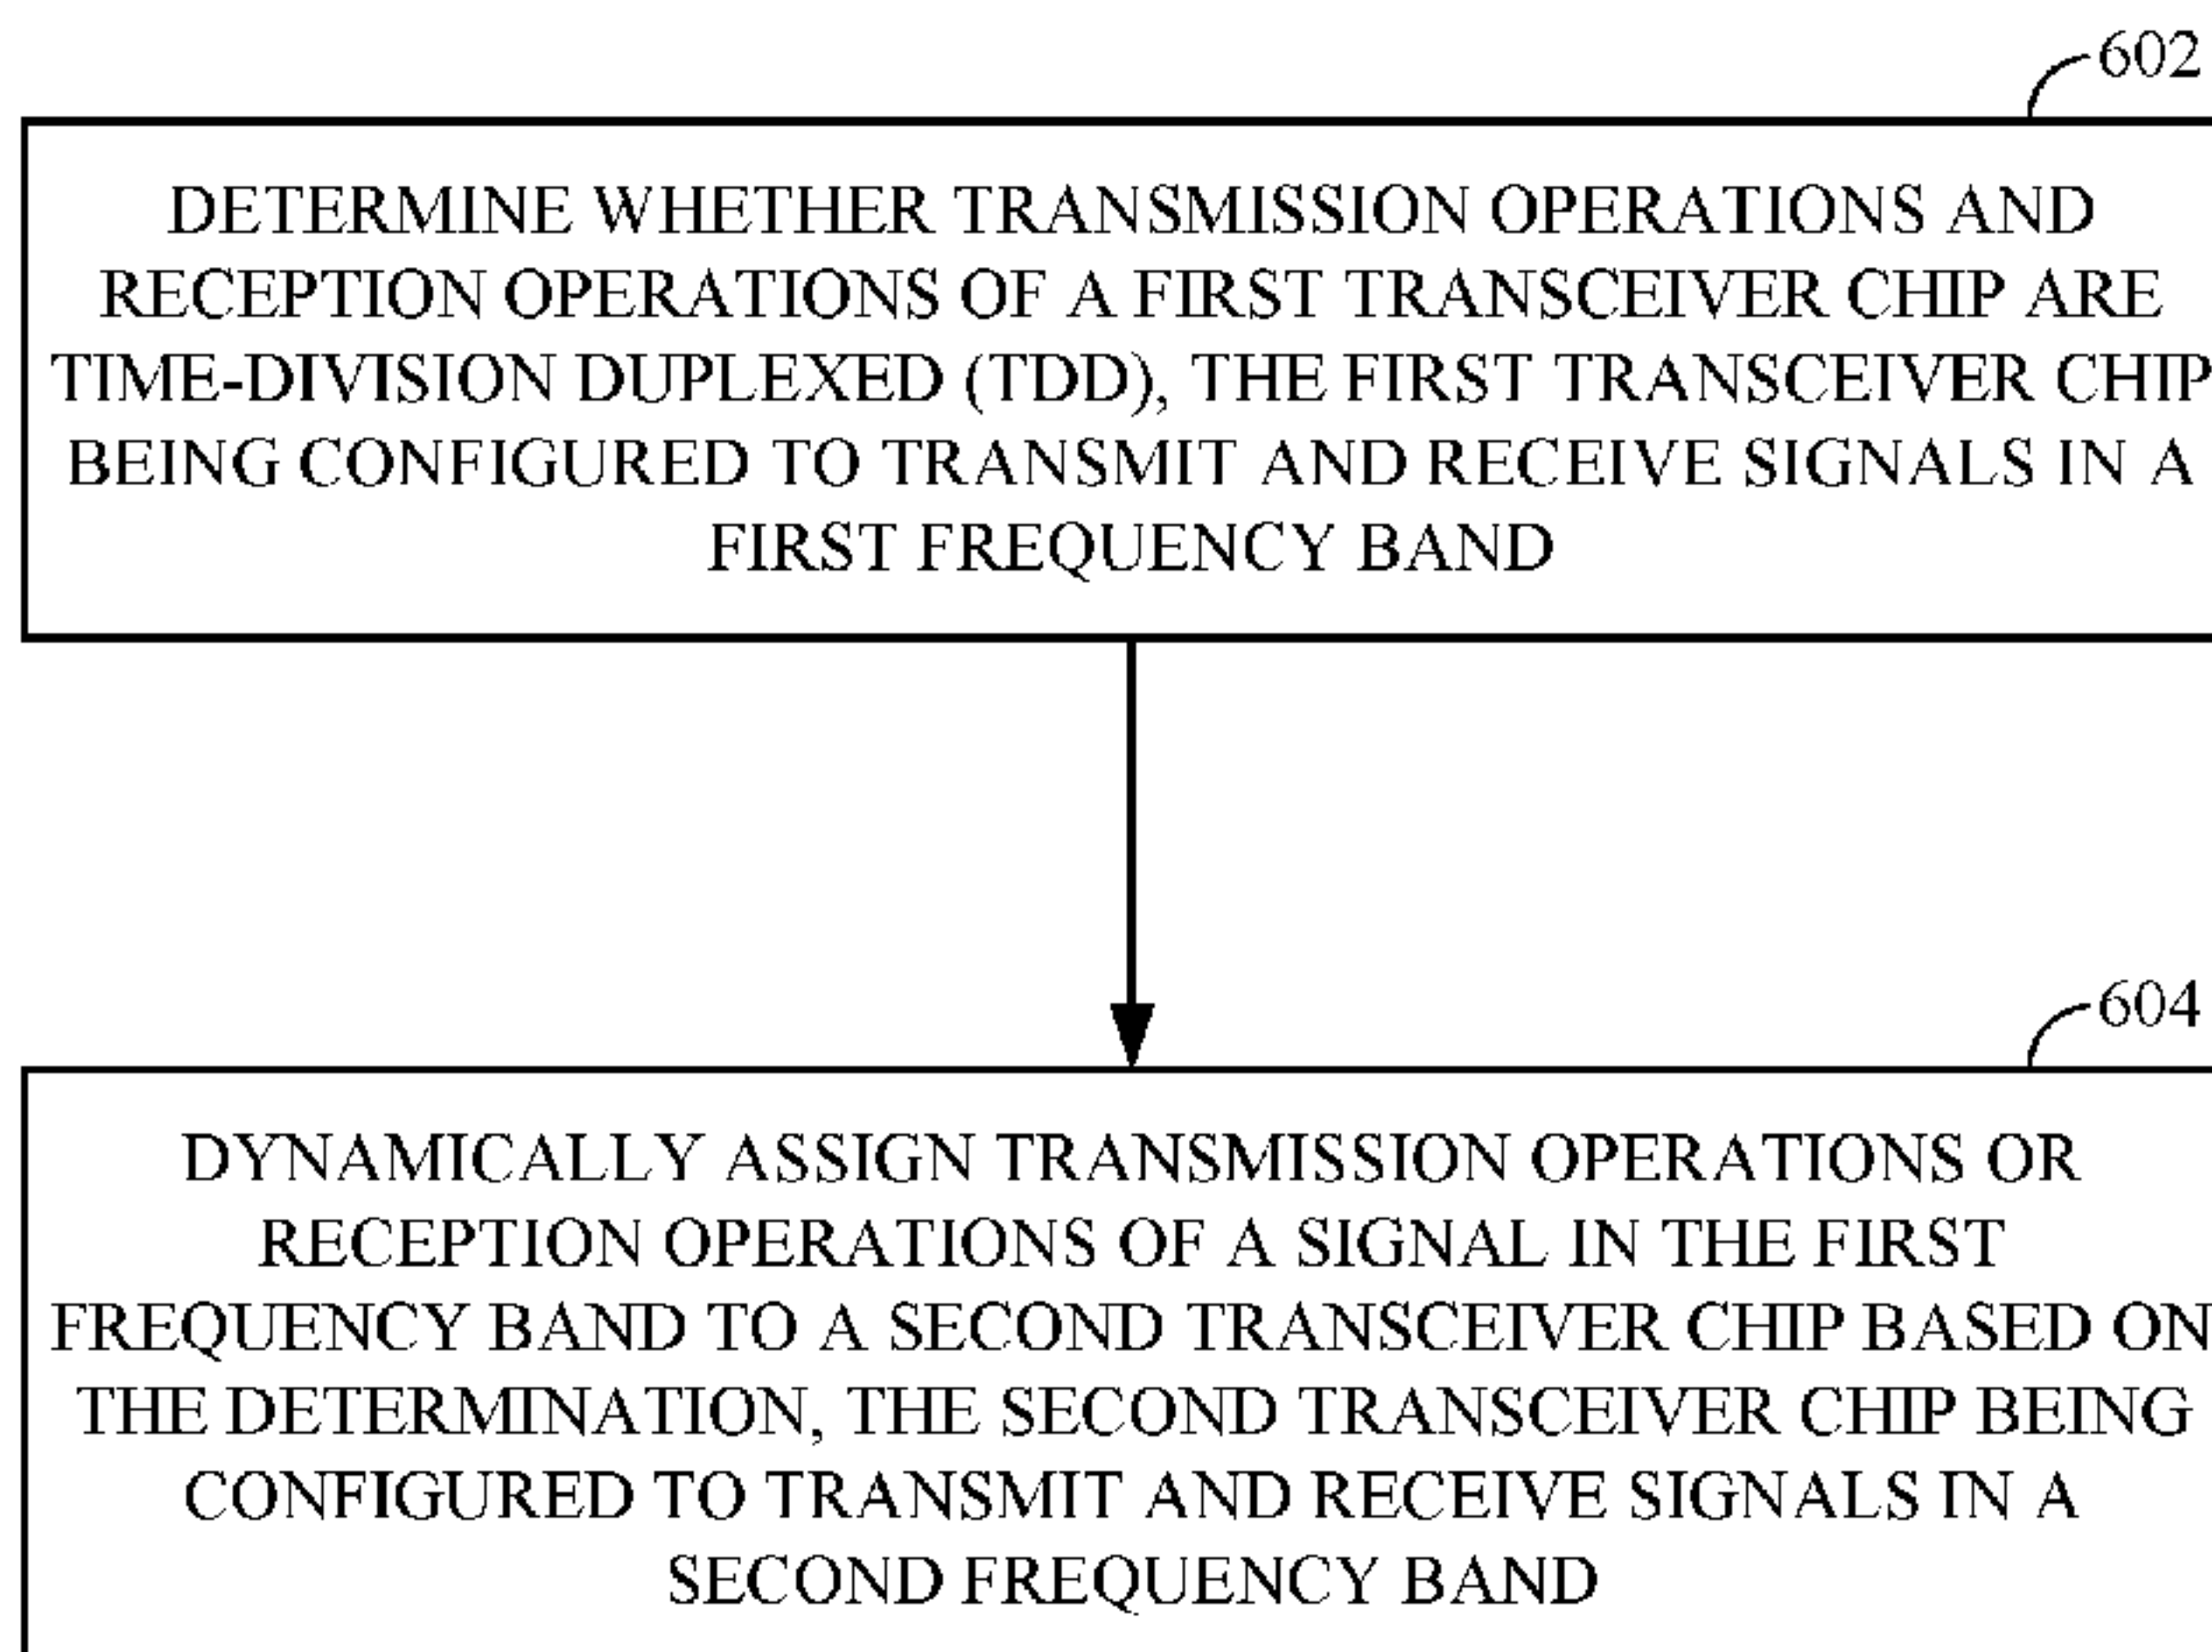 602
DETERMINE WHETHER TRANSMISSION OPERATIONS AND
RECEPTION OPERATIONS OF A FIRST TRANSCEIVER CHIP ARE
TIME-DIVISION DUPLEXED (TDD), THE FIRST TRANSCEIVER CHIP
BEING CONFIGURED TO TRANSMIT AND RECEIVE SIGNALS IN A
FIRST FREQUENCY BAND
604
DYNAMICALLY ASSIGN TRANSMISSION OPERATIONS OR
RECEPTION OPERATIONS OF A SIGNAL IN THE FIRST
FREQUENCY BAND TO A SECOND TRANSCEIVER CHIP BASED ON
THE DETERMINATION, THE SECOND TRANSCEIVER CHIP BEING
CONFIGURED TO TRANSMIT AND RECEIVE SIGNALS IN A
SECOND FREQUENCY BAND